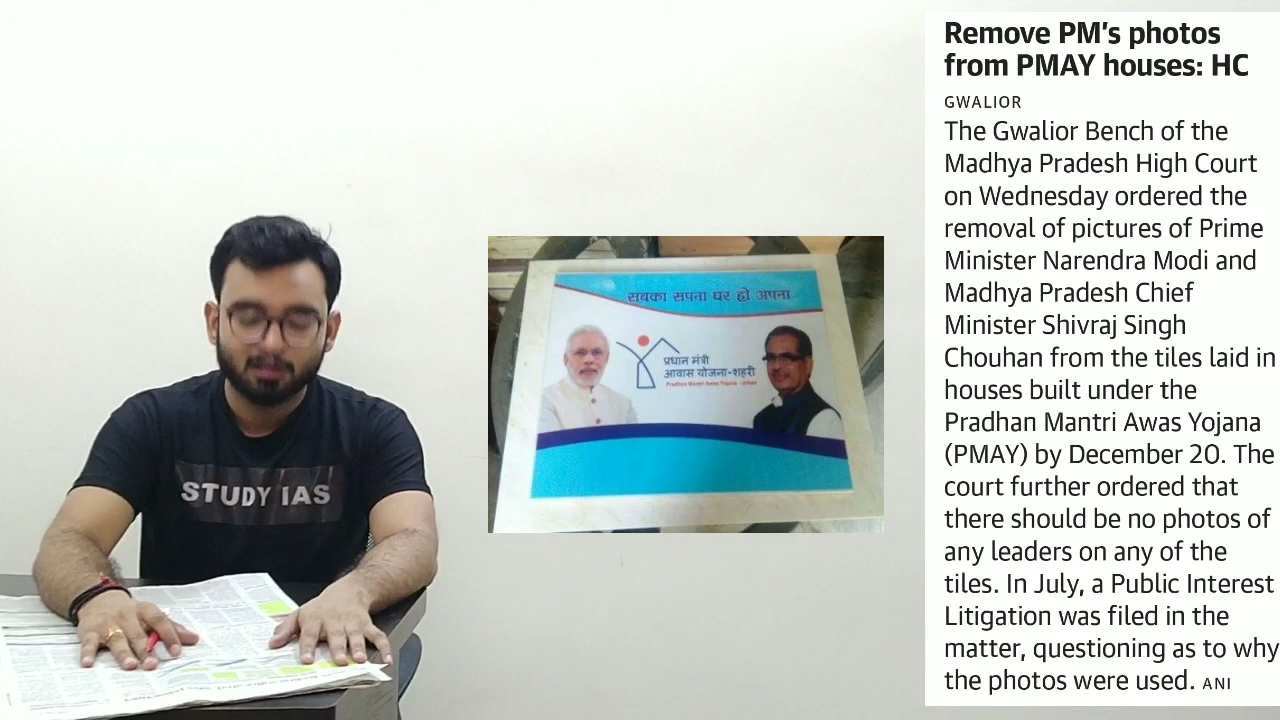 Remove PM's photos
from PMAY houses: HC
GWALIOR
The Gwalior Bench of the
Madhya Pradesh High Court
on Wednesday ordered the
removal of pictures of Prime
Minister Narendra Modi and
Madhya Pradesh Chief
Minister Shivraj Singh
Chouhan from the tiles laid in
houses built under the
Pradhan Mantri Awas Yojana
(PMAY) by December 20. The
court further ordered that
there should be no photos of
any leaders on any of the
tiles. In July, a Public Interest
Litigation was filed in the
matter, questioning as to why
the photos were used. ANI
सबका सपना घर हो अपना
प्रधान मंत्री
आवास योजना-शहरी
Pradhan Mantri Awas Yojana - Urban
STUDY IAS